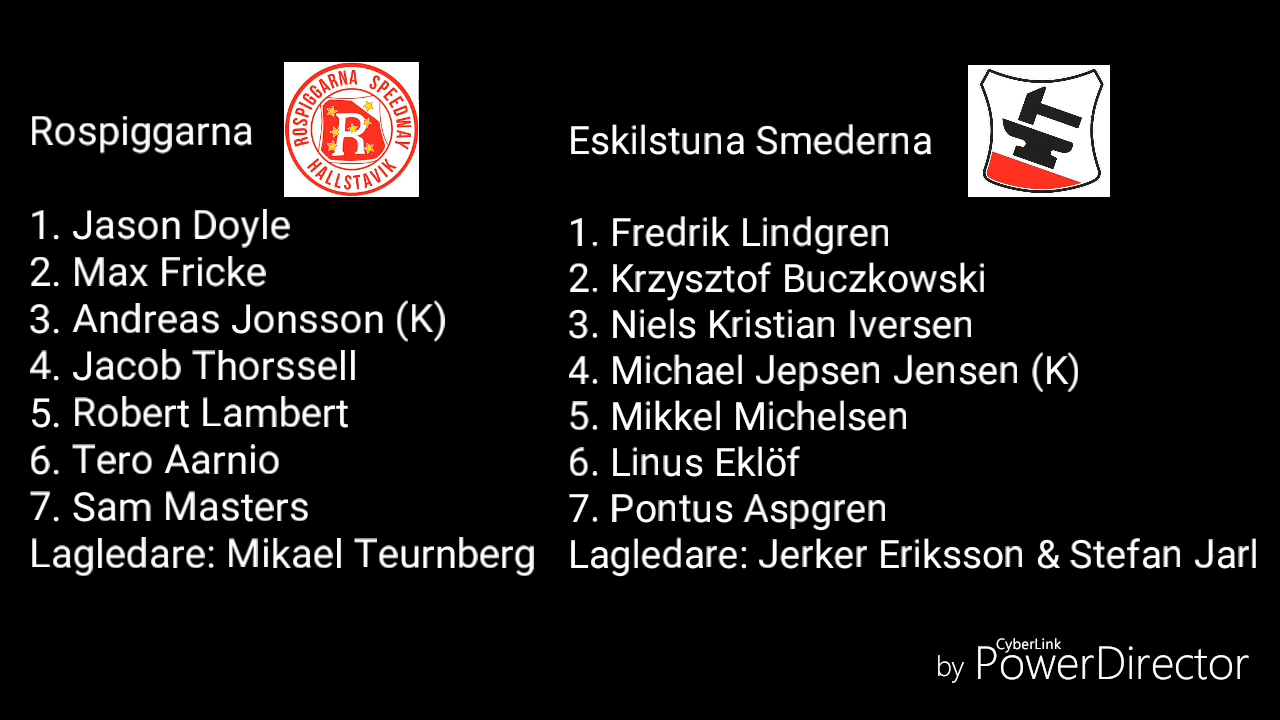 Rospiggarna
ROSPIGGARNA SPEEDWAY
R
HALLSTAVIK
1. Jason Doyle
2. Max Fricke
3. Andreas Jonsson (K)
4. Jacob Thorssell
5. Robert Lambert
6. Tero Aarnio
7. Sam Masters
Lagledare: Mikael Teurnberg
Eskilstuna Smederna
1. Fredrik Lindgren
2. Krzysztof Buczkowski
3. Niels Kristian Iversen
4. Michael Jepsen Jensen (K)
5. Mikkel Michelsen
6. Linus Eklöf
7. Pontus Aspgren
Lagledare: Jerker Eriksson & Stefan Jarl
CyberLink
by PowerDirector